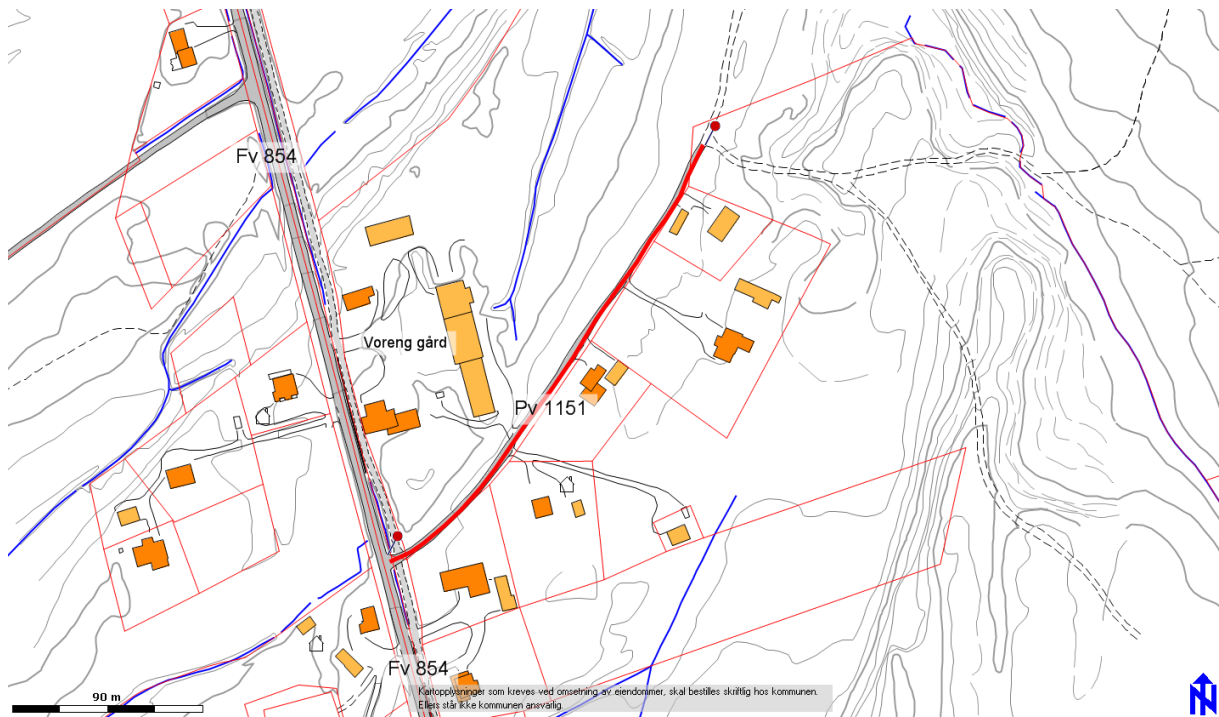 Fv 854
Voreng gård
Pv 1151
Fv 854
90 m
Kartopplysninger som kreves ved omsetning av eiendommer, skal bestilles skriftlig hos kommunen.
Ellers står ikke kommunen ansvarlig.
N